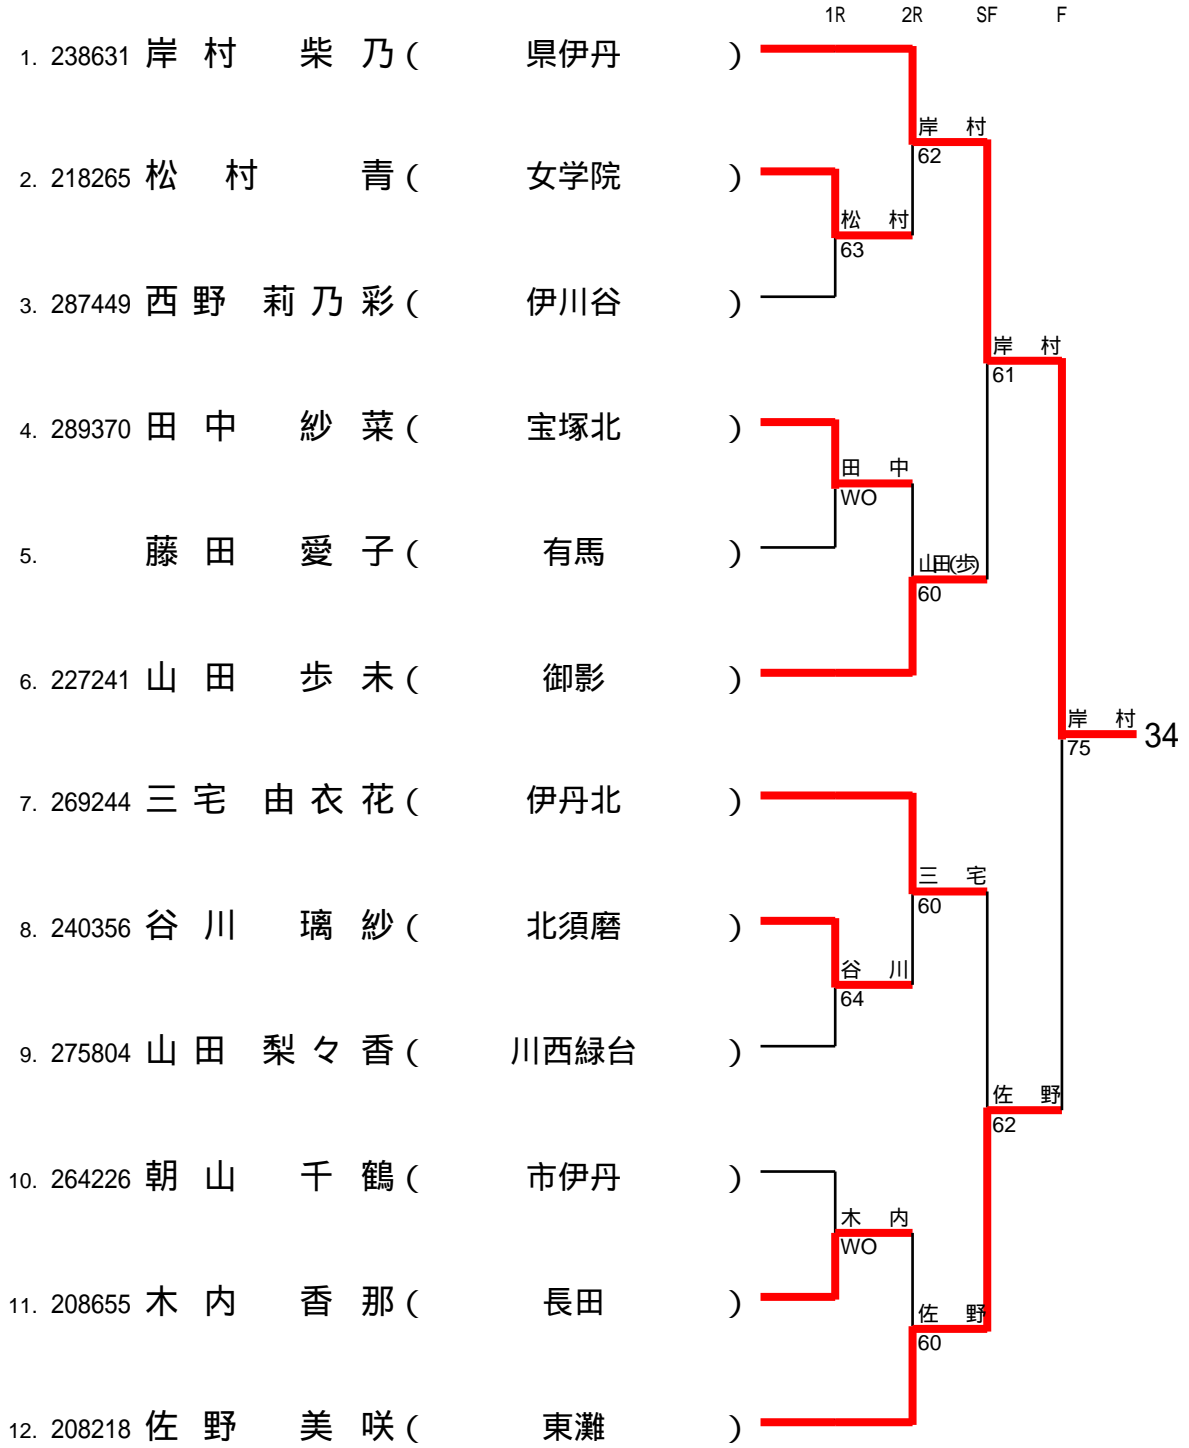 1R 2R SF F
1. 238631 岸村 柴乃 ( 県伊丹 )
岸村
62
2. 218265 松村 青 ( 女学院 )
松村
63
3. 287449 西野 莉乃彩 ( 伊川谷 )
岸村
61
4. 289370 田中 紗菜 ( 宝塚北 )
田中
WO
5. 藤田 愛子 ( 有馬 )
山田(歩)
60
6. 227241 山田 歩未 ( 御影 )
岸村
75
34
7. 269244 三宅 由衣花 ( 伊丹北 )
三宅
60
8. 240356 谷川 璃紗 ( 北須磨 )
谷川
64
9. 275804 山田 梨々香 ( 川西緑台 )
佐野
62
10. 264226 朝山 千鶴 ( 市伊丹 )
木内
WO
11. 208655 木内 香那 ( 長田 )
佐野
60
12. 208218 佐野 美咲 ( 東灘 )